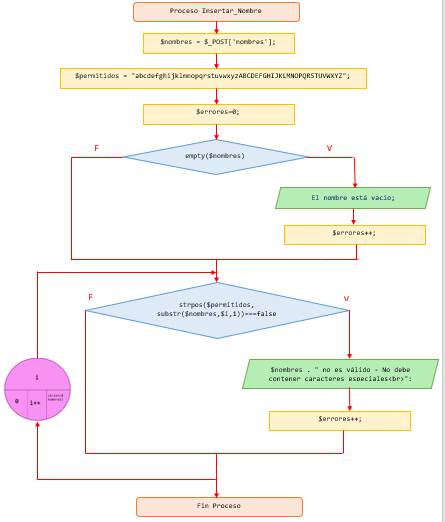 Proceso Insertar_Nombre
$nombres = $_POST['nombres'];
$permitidos = "abcdefghijklmnopqrstuvwxyzABCDEFGHIJKLMNOPQRSTUVWXYZ";
$errores=0;
F
V
empty($nombres)
El nombre está vacio;
$errores++;
F
V
strpos($permitidos,
substr($nombres,$i,1))===false
i
0
i++
$nombres . " no es válido - No debe
contener caracteres especiales<br>":
$errores++;
Fin Proceso